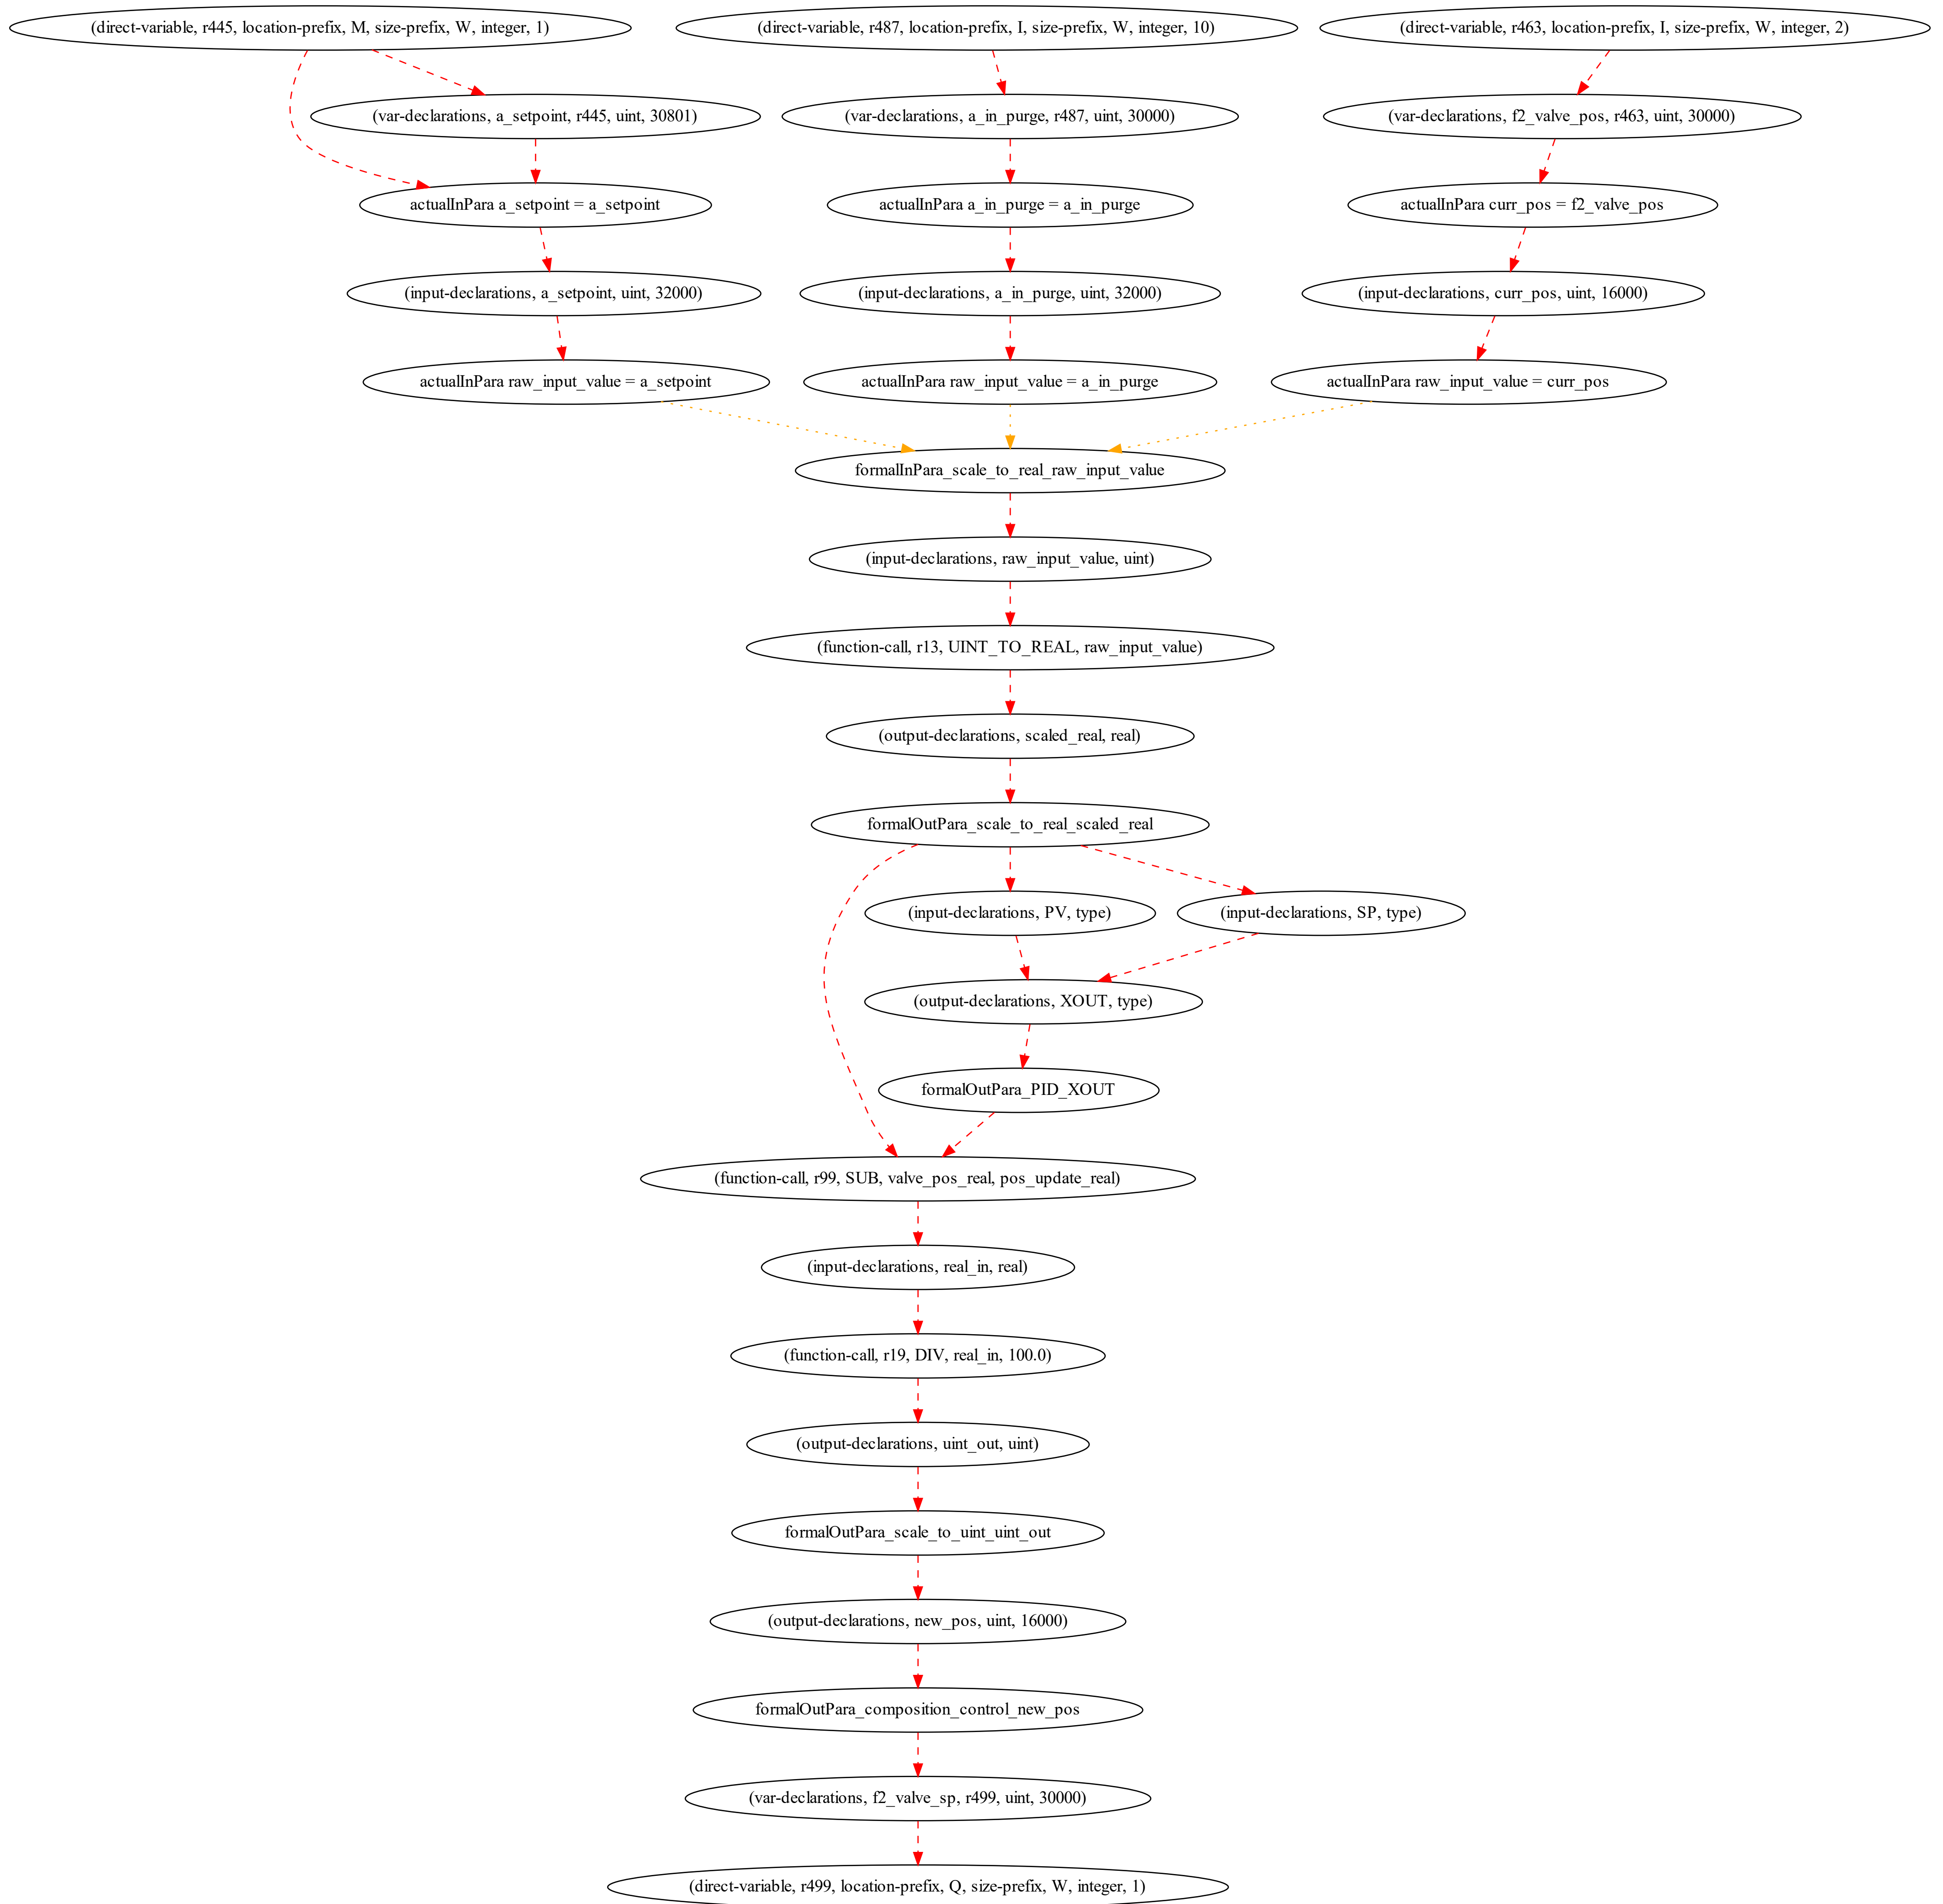 (direct-variable, r445, location-prefix, M, size-prefix, W, integer, 1)
(direct-variable, r487, location-prefix, I, size-prefix, W, integer, 10)
(direct-variable, r463, location-prefix, I, size-prefix, W, integer, 2)
(var-declarations, a_setpoint, r445, uint, 30801)
(var-declarations, a_in_purge, r487, uint, 30000)
(var-declarations, f2_valve_pos, r463, uint, 30000)
actualInPara a_setpoint = a_setpoint
actualInPara a_in_purge = a_in_purge
actualInPara curr_pos = f2_valve_pos
(input-declarations, a_setpoint, uint, 32000)
(input-declarations, a_in_purge, uint, 32000)
(input-declarations, curr_pos, uint, 16000)
actualInPara raw_input_value = a_setpoint
actualInPara raw_input_value = a_in_purge
actualInPara raw_input_value = curr_pos
formalInPara_scale_to_real_raw_input_value
(input-declarations, raw_input_value, uint)
(function-call, r13, UINT_TO_REAL, raw_input_value)
(output-declarations, scaled_real, real)
formalOutPara_scale_to_real_scaled_real
(input-declarations, PV, type)
(input-declarations, SP, type)
(output-declarations, XOUT, type)
formalOutPara_PID_XOUT
(function-call, r99, SUB, valve_pos_real, pos_update_real)
(input-declarations, real_in, real)
(function-call, r19, DIV, real_in, 100.0)
(output-declarations, uint_out, uint)
formalOutPara_scale_to_uint_uint_out
(output-declarations, new_pos, uint, 16000)
formalOutPara_composition_control_new_pos
(var-declarations, f2_valve_sp, r499, uint, 30000)
(direct-variable, r499, location-prefix, Q, size-prefix, W, integer, 1)